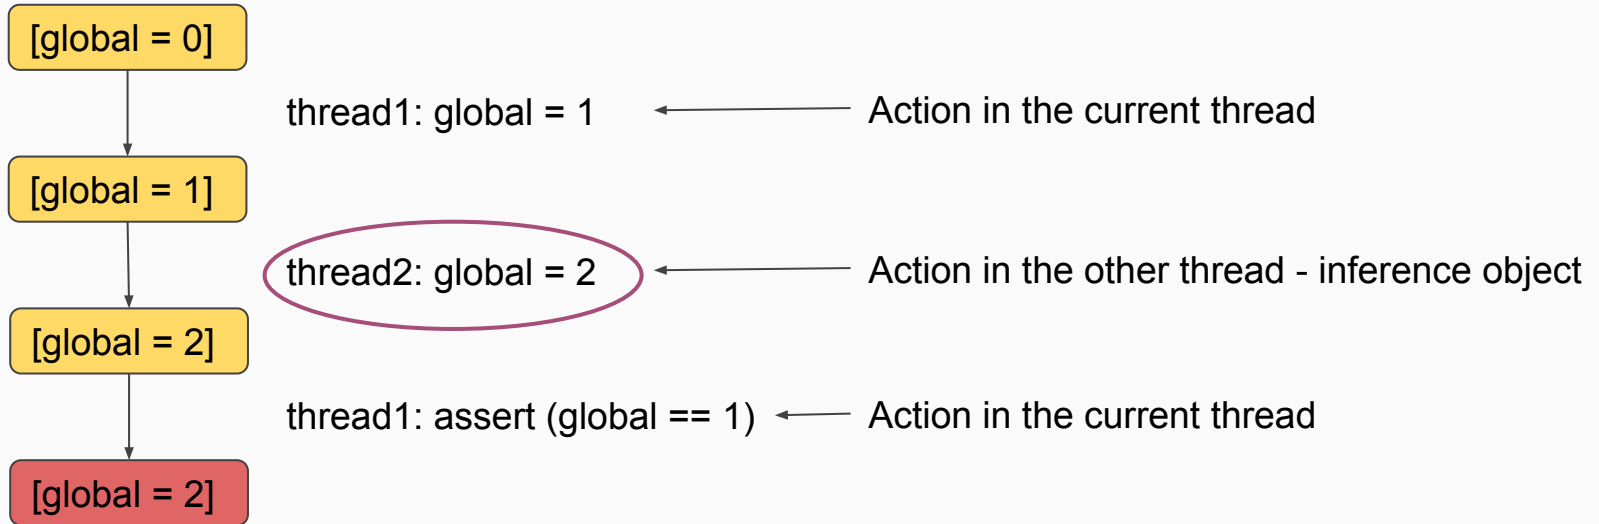 [global = 0]
thread1: global = 1
Action in the current thread
[global = 1]
thread2: global = 2
Action in the other thread - inference object
[global = 2]
thread1: assert (global == 1)
Action in the current thread
[global = 2]